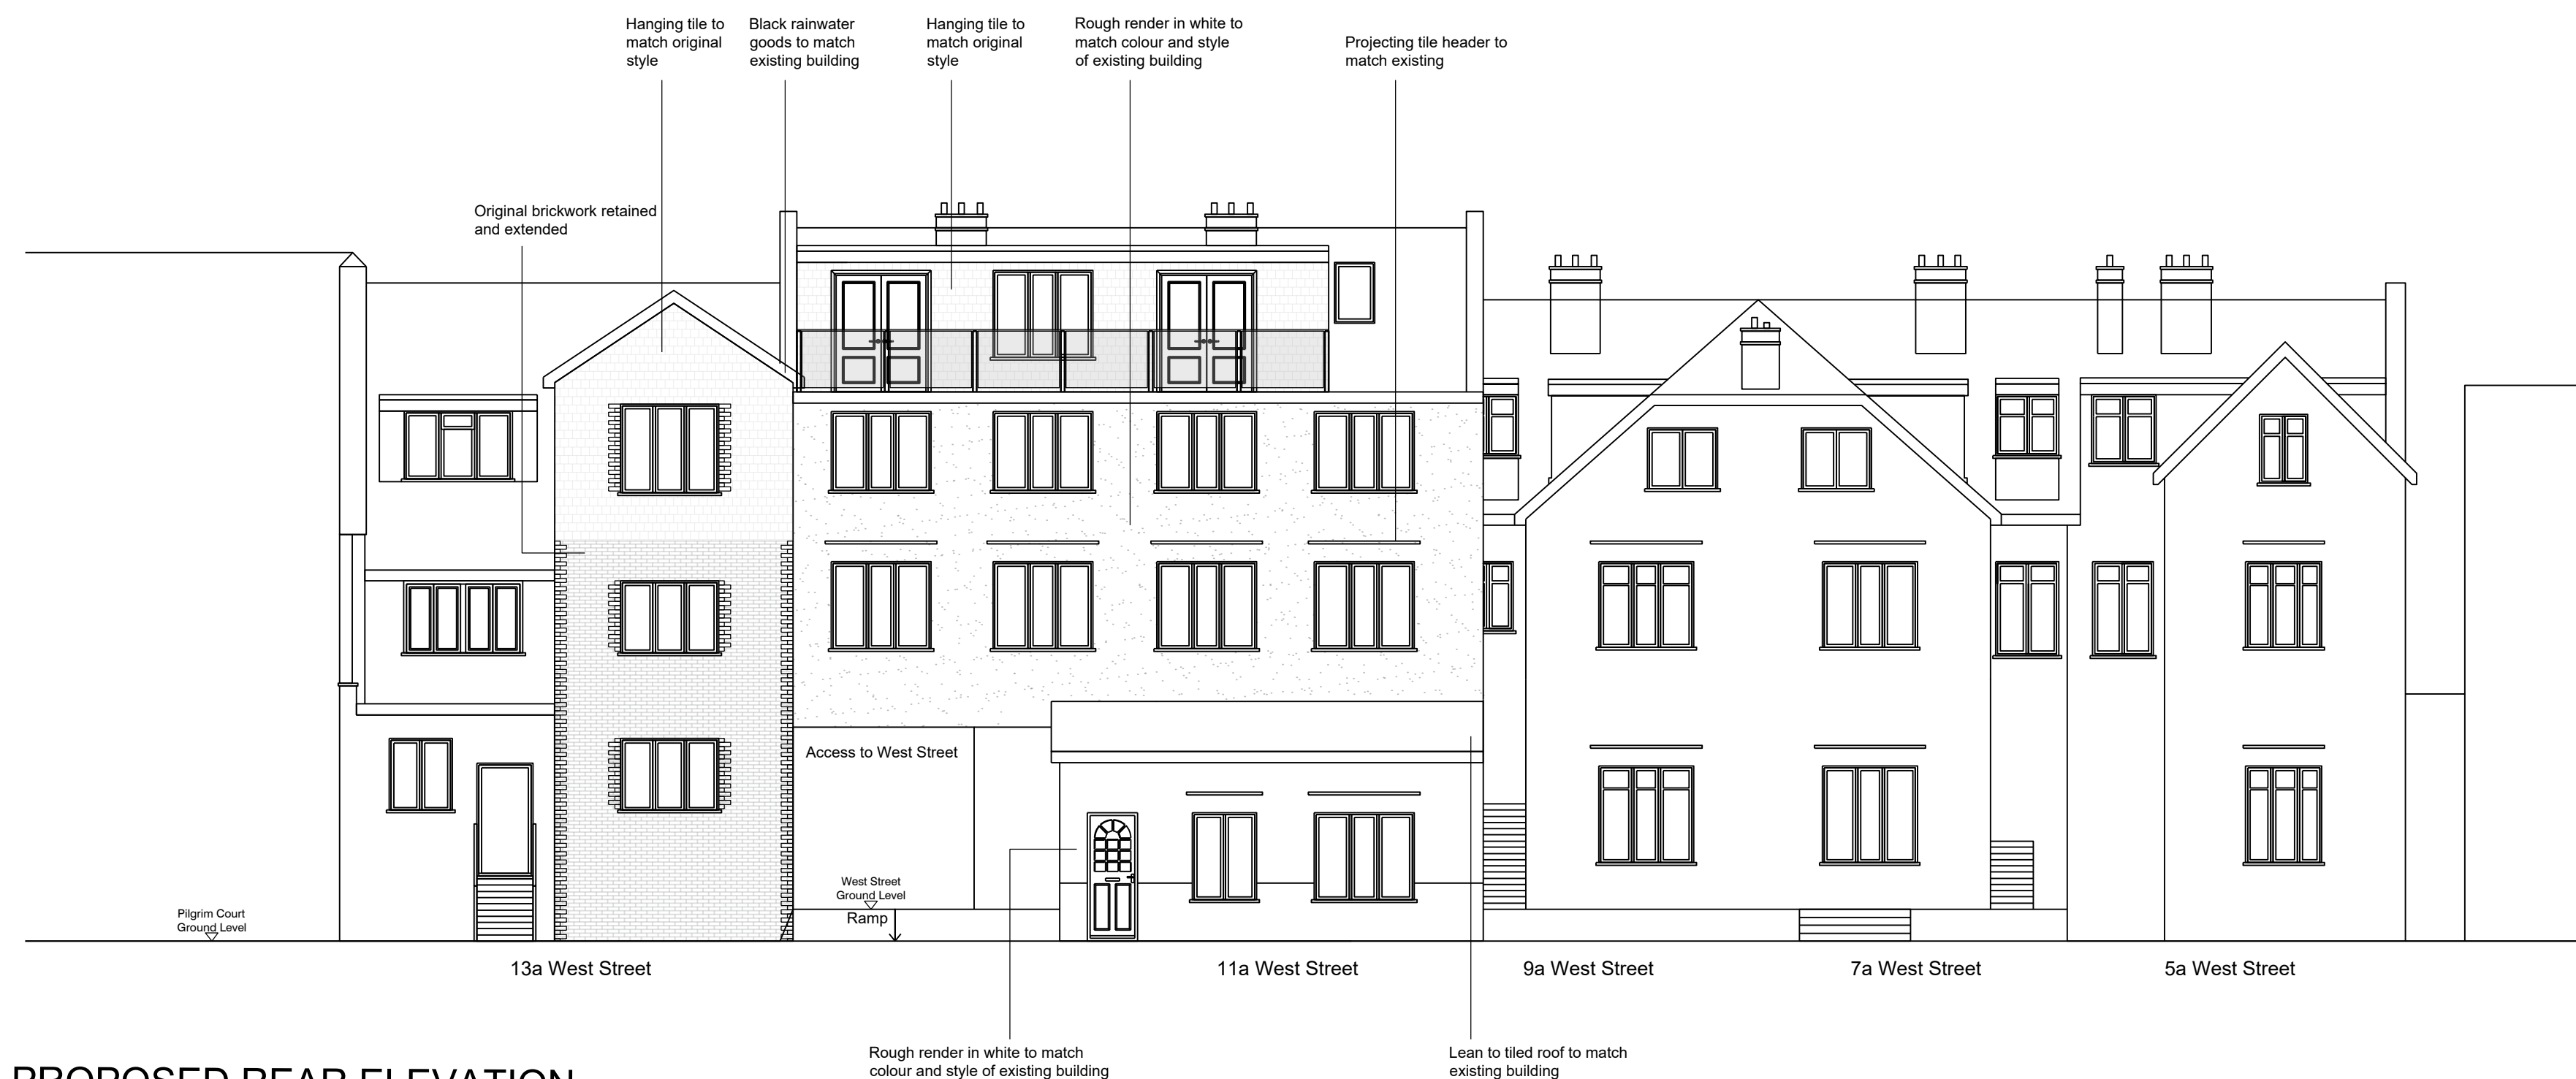 Hanging tile to
match original
style
Black rainwater
goods to match
existing building
Hanging tile to
match original
style
Rough render in white to
match colour and style
of existing building
Projecting tile header to
match existing
Original brickwork retained
and extended
Access to West Street
West Street
Ground Level
Ramp
Pilgrim Court
Ground Level
13a West Street
11a West Street
9a West Street
7a West Street
5a West Street
Rough render in white to match
colour and style of existing building
Lean to tiled roof to match
existing building
PROPOSED REAR ELEVATION